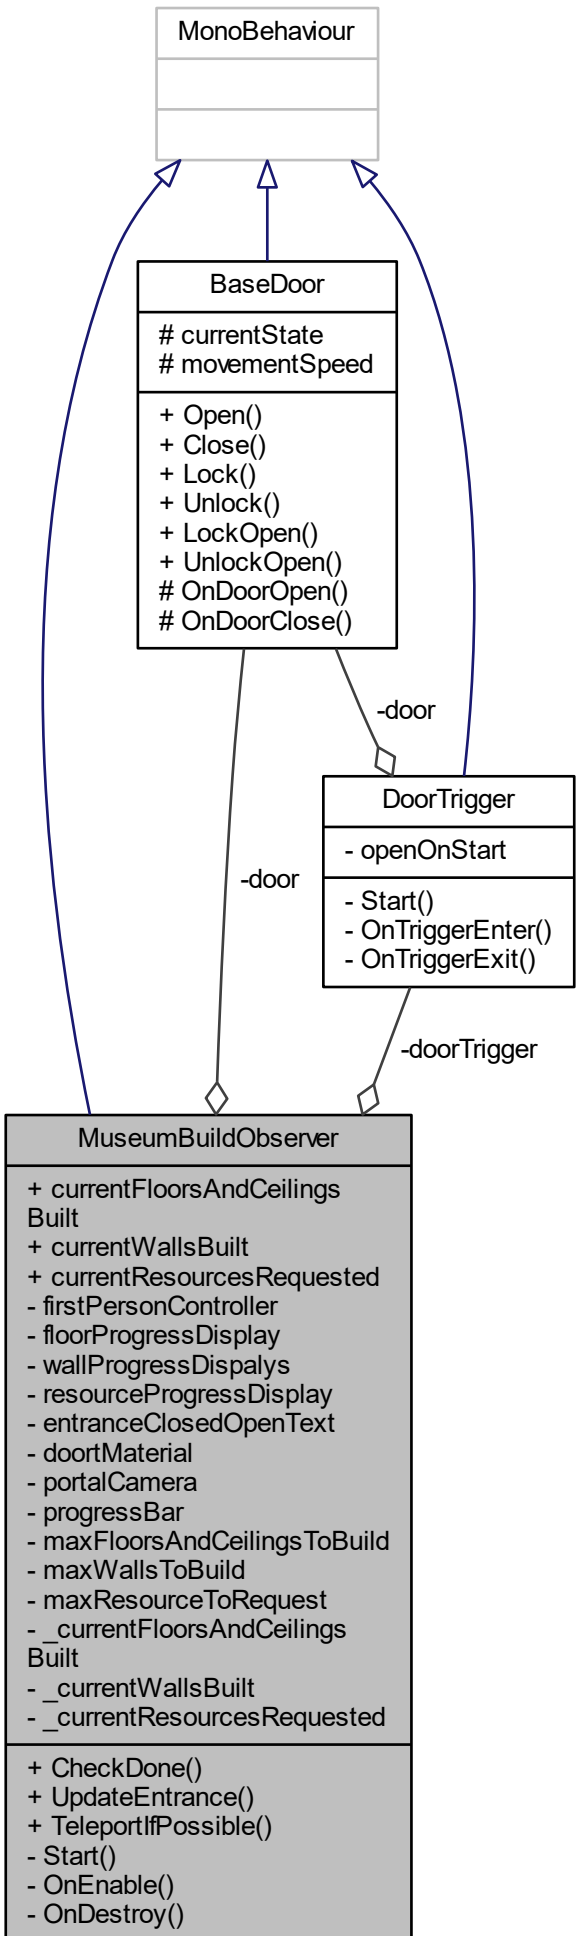 MonoBehaviour
BaseDoor
# currentState
# movementSpeed
+ Open()
+ Close()
+ Lock()
+ Unlock()
+ LockOpen()
+ UnlockOpen()
# OnDoorOpen()
# OnDoorClose()
-door
DoorTrigger
- openOnStart
- Start()
- OnTriggerEnter()
- OnTriggerExit()
-door
-doorTrigger
MuseumBuildObserver
+ currentFloorsAndCeilings
Built
+ currentWallsBuilt
+ currentResourcesRequested
- firstPersonController
- floorProgressDisplay
- wallProgressDispalys
- resourceProgressDisplay
- entranceClosedOpenText
- doortMaterial
- portalCamera
- progressBar
- maxFloorsAndCeilingsToBuild
- maxWallsToBuild
- maxResourceToRequest
- _currentFloorsAndCeilings
Built
- _currentWallsBuilt
- _currentResourcesRequested
+ CheckDone()
+ UpdateEntrance()
+ TeleportIfPossible()
- Start()
- OnEnable()
- OnDestroy()